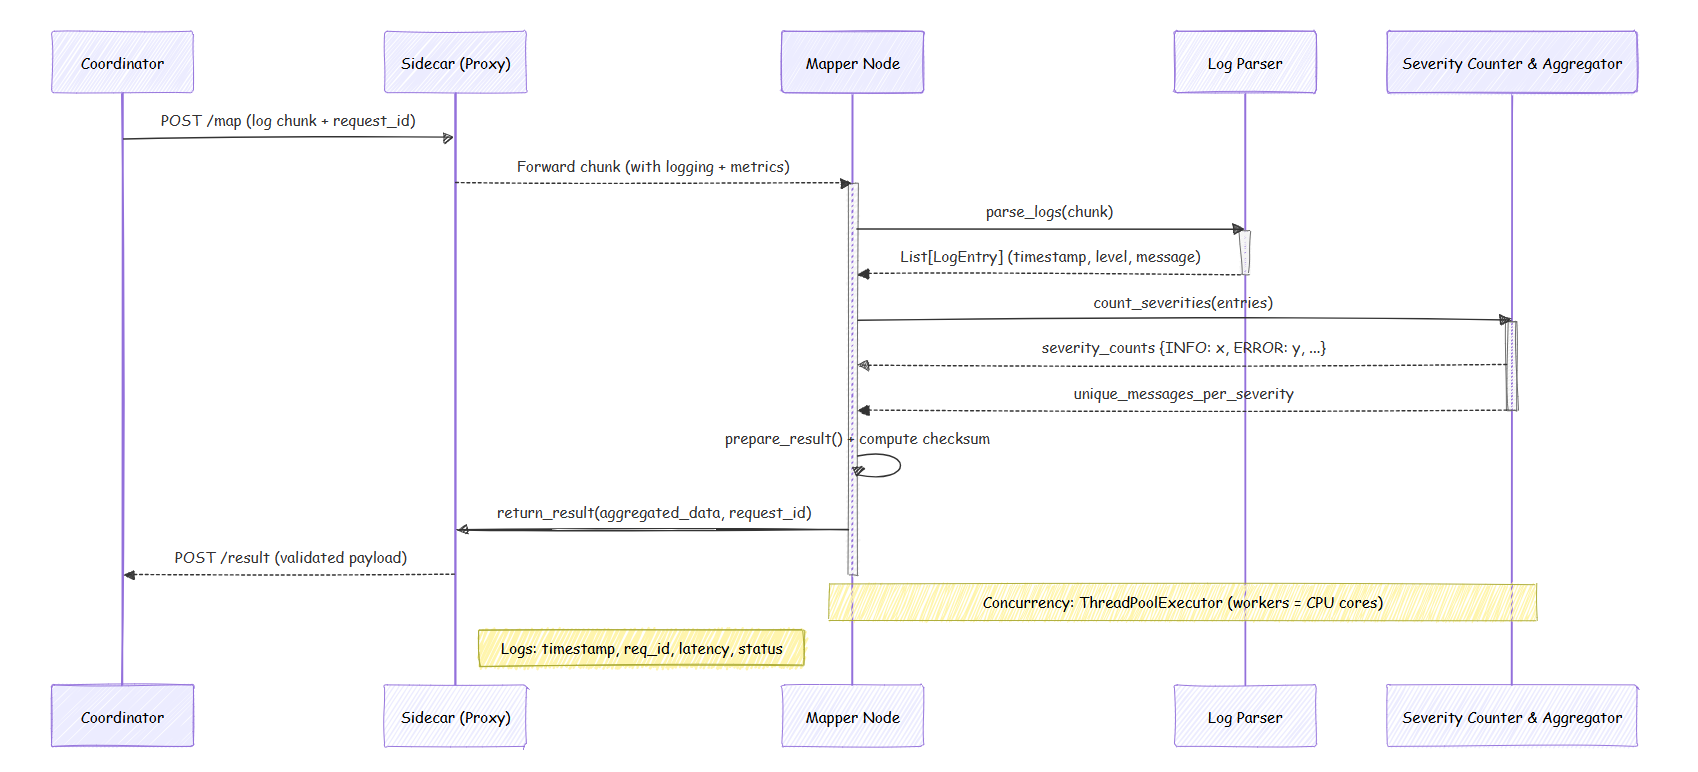 Coordinator
Sidecar (Proxy)
Mapper Node
Log Parser
Severity Counter & Aggregator
POST /map (log chunk + request_id)
Forward chunk (with logging + metrics)
parse_logs(chunk)
List[LogEntry] (timestamp, level, message)
count_severities(entries)
severity_counts {INFO: x, ERROR: y, ...}
unique_messages_per_severity
prepare_result() + compute checksum
return_result(aggregated_data, request_id)
POST /result (validated payload)
Concurrency: ThreadPoolExecutor (workers = CPU cores)
Logs: timestamp, req_id, latency, status
Coordinator
Sidecar (Proxy)
Mapper Node
Log Parser
Severity Counter & Aggregator